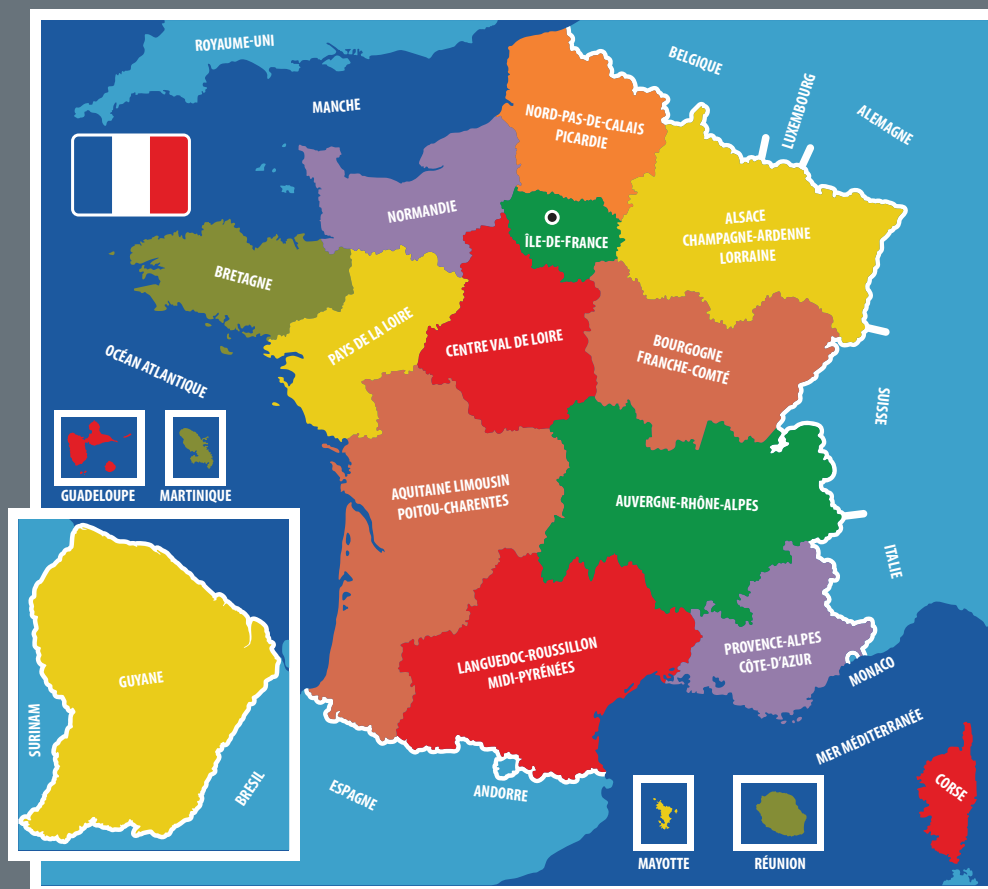 ROYAUME-UNI
MANCHE
BELGIQUE
LUXEMBOURG
ALEMAGNE
NORD-PAS-DE-CALAIS
PICARDIE
NORMANDIE
ÎLE-DE-FRANCE
ALSACE
CHAMPAGNE-ARDENNE
LORRAINE
BRETAGNE
PAYS DE LA LOIRE
CENTRE VAL DE LOIRE
BOURGOGNE
FRANCHE-COMTÉ
OCÉAN ATLANTIQUE
SUISSE
GUADELOUPE
MARTINIQUE
AQUITAINE LIMOUSIN
POITOU-CHARENTES
AUVERGNE-RHÔNE-ALPES
ITALIE
GUYANE
SURINAM
BRESIL
LANGUEDOC-ROUSSILLON
MIDI-PYRÉNÉES
PROVENCE-ALPES
CÔTE-D'AZUR
MONACO
MER MÉDITERRANÉE
ESPAGNE
ANDORRE
CORSE
MAYOTTE
RÉUNION